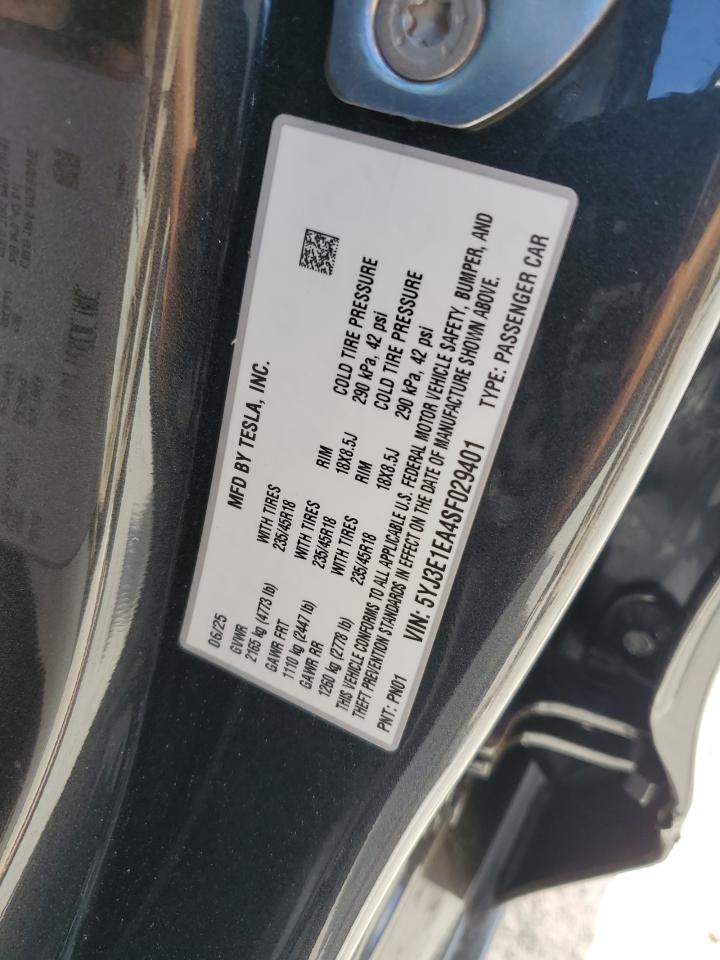 MFD BY TESLA, INC.
06/25
GVWR
2165 kg (4773 lb)
GAWR FRT WITH TIRES RIM COLD TIRE PRESSURE
1110 kg (2447 lb) 235/45R18 18X8.5J 290 kPa, 42 psi
GAWR RR WITH TIRES RIM COLD TIRE PRESSURE
1260 kg (2778 lb) 235/45R18 18X8.5J 290 kPa, 42 psi
THIS VEHICLE CONFORMS TO ALL APPLICABLE U.S. FEDERAL MOTOR VEHICLE SAFETY, BUMPER, AND
THEFT PREVENTION STANDARDS IN EFFECT ON THE DATE OF MANUFACTURE SHOWN ABOVE.
PNT: PN01 VIN: 5YJ3E1EA4SF029401 TYPE: PASSENGER CAR